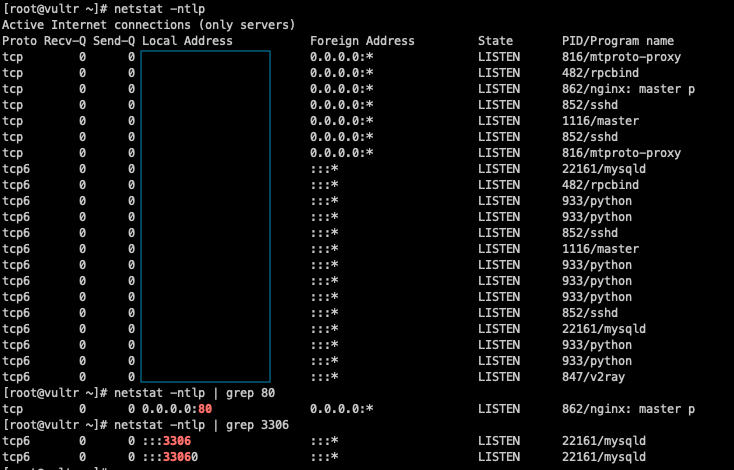 [root@vultr ~]# netstat -ntlp
Active Internet connections (only servers)
Proto Recv-Q Send-Q Local Address           Foreign Address         State       PID/Program name
tcp        0      0                         0.0.0.0:*               LISTEN      816/mtproto-proxy
tcp        0      0                         0.0.0.0:*               LISTEN      482/rpcbind
tcp        0      0                         0.0.0.0:*               LISTEN      862/nginx: master p
tcp        0      0                         0.0.0.0:*               LISTEN      852/sshd
tcp        0      0                         0.0.0.0:*               LISTEN      1116/master
tcp        0      0                         0.0.0.0:*               LISTEN      852/sshd
tcp        0      0                         0.0.0.0:*               LISTEN      816/mtproto-proxy
tcp6       0      0                         :::*                    LISTEN      22161/mysqld
tcp6       0      0                         :::*                    LISTEN      482/rpcbind
tcp6       0      0                         :::*                    LISTEN      933/python
tcp6       0      0                         :::*                    LISTEN      933/python
tcp6       0      0                         :::*                    LISTEN      852/sshd
tcp6       0      0                         :::*                    LISTEN      1116/master
tcp6       0      0                         :::*                    LISTEN      933/python
tcp6       0      0                         :::*                    LISTEN      933/python
tcp6       0      0                         :::*                    LISTEN      933/python
tcp6       0      0                         :::*                    LISTEN      852/sshd
tcp6       0      0                         :::*                    LISTEN      22161/mysqld
tcp6       0      0                         :::*                    LISTEN      933/python
tcp6       0      0                         :::*                    LISTEN      933/python
tcp6       0      0                         :::*                    LISTEN      847/v2ray
[root@vultr ~]# netstat -ntlp | grep 80
tcp        0      0 0.0.0.0:80              0.0.0.0:*               LISTEN      862/nginx: master p
[root@vultr ~]# netstat -ntlp | grep 3306
tcp6       0      0 :::3306                 :::*                    LISTEN      22161/mysqld
tcp6       0      0 :::33060                :::*                    LISTEN      22161/mysqld